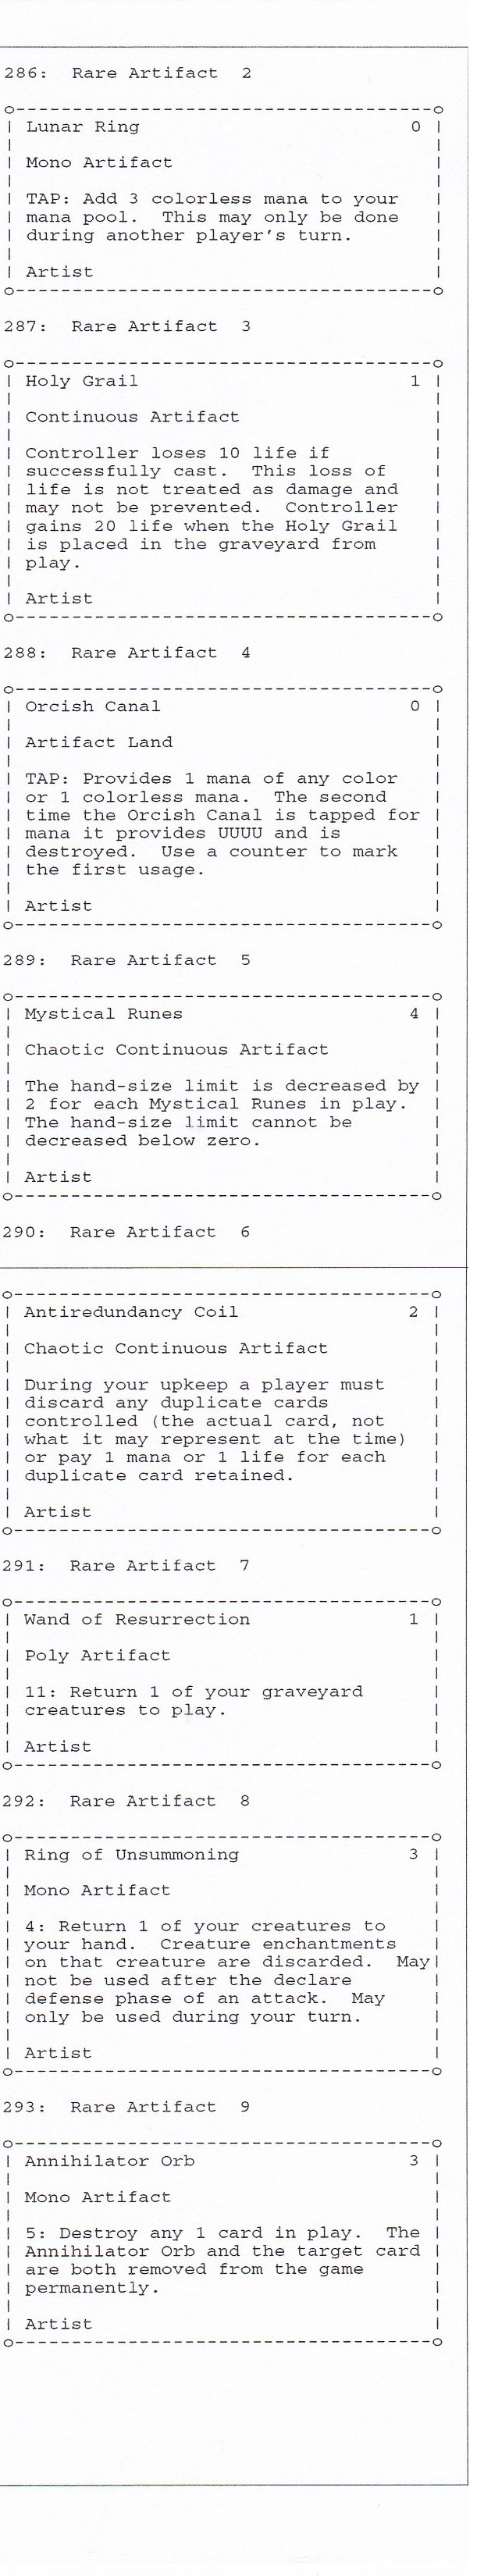 286:  Rare Artifact  2
o-------------------------------------o
| Lunar Ring                        0 |
|                                     |
| Mono Artifact                       |
|                                     |
| TAP: Add 3 colorless mana to your   |
| mana pool.  This may only be done   |
| during another player's turn.       |
|                                     |
| Artist                              |
o-------------------------------------o
287:  Rare Artifact  3
o-------------------------------------o
| Holy Grail                        1 |
|                                     |
| Continuous Artifact                 |
|                                     |
| Controller loses 10 life if         |
| successfully cast.  This loss of    |
| life is not treated as damage and   |
| may not be prevented.  Controller   |
| gains 20 life when the Holy Grail   |
| is placed in the graveyard from     |
| play.                               |
|                                     |
| Artist                              |
o-------------------------------------o
288:  Rare Artifact  4
o-------------------------------------o
| Orcish Canal                      0 |
|                                     |
| Artifact Land                       |
|                                     |
| TAP: Provides 1 mana of any color   |
| or 1 colorless mana.  The second    |
| time the Orcish Canal is tapped for |
| mana it provides UUUU and is        |
| destroyed.  Use a counter to mark   |
| the first usage.                    |
|                                     |
| Artist                              |
o-------------------------------------o
289:  Rare Artifact  5
o-------------------------------------o
| Mystical Runes                    4 |
|                                     |
| Chaotic Continuous Artifact         |
|                                     |
| The hand-size limit is decreased by |
| 2 for each Mystical Runes in play.  |
| The hand-size limit cannot be       |
| decreased below zero.               |
|                                     |
| Artist                              |
o-------------------------------------o
290:  Rare Artifact  6
o-------------------------------------o
| Antiredundancy Coil               2 |
|                                     |
| Chaotic Continuous Artifact         |
|                                     |
| During your upkeep a player must    |
| discard any duplicate cards         |
| controlled (the actual card, not    |
| what it may represent at the time)  |
| or pay 1 mana or 1 life for each    |
| duplicate card retained.            |
|                                     |
| Artist                              |
o-------------------------------------o
291:  Rare Artifact  7
o-------------------------------------o
| Wand of Resurrection              1 |
|                                     |
| Poly Artifact                       |
|                                     |
| 11: Return 1 of your graveyard      |
| creatures to play.                  |
|                                     |
| Artist                              |
o-------------------------------------o
292:  Rare Artifact  8
o-------------------------------------o
| Ring of Unsummoning               3 |
|                                     |
| Mono Artifact                       |
|                                     |
| 4: Return 1 of your creatures to    |
| your hand.  Creature enchantments   |
| on that creature are discarded.  May|
| not be used after the declare       |
| defense phase of an attack.  May    |
| only be used during your turn.      |
|                                     |
| Artist                              |
o-------------------------------------o
293:  Rare Artifact  9
o-------------------------------------o
| Annihilator Orb                   3 |
|                                     |
| Mono Artifact                       |
|                                     |
| 5: Destroy any 1 card in play.  The |
| Annihilator Orb and the target card |
| are both removed from the game      |
| permanently.                        |
|                                     |
| Artist                              |
o-------------------------------------o